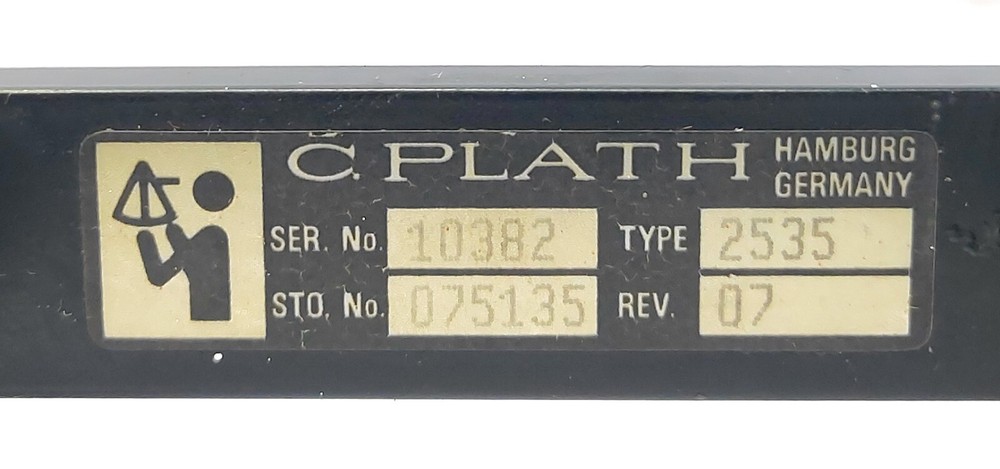 C. PLATH HAMBURG GERMANY
SER. No. 10382 TYPE 2535
STO. No. 075135 REV. 07